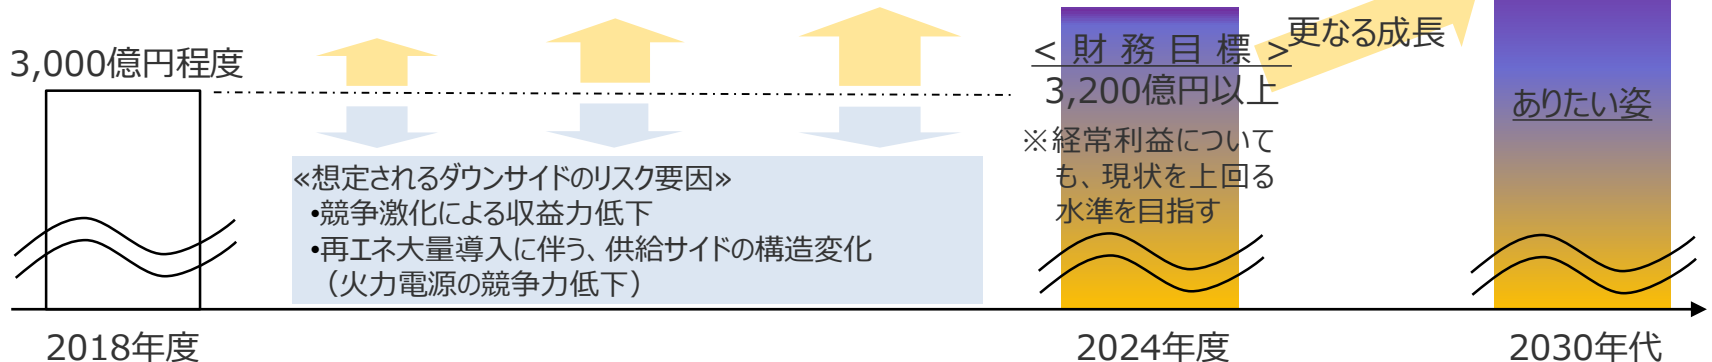 3,000億円程度
更なる成長
<財務目標>
3,200億円以上
※経常利益について
も、現状を上回る
水準を目指す
ありたい姿
≪想定されるダウンサイドのリスク要因≫
•競争激化による収益力低下
•再エネ大量導入に伴う、供給サイドの構造変化
（火力電源の競争力低下）
2018年度
2024年度
2030年代